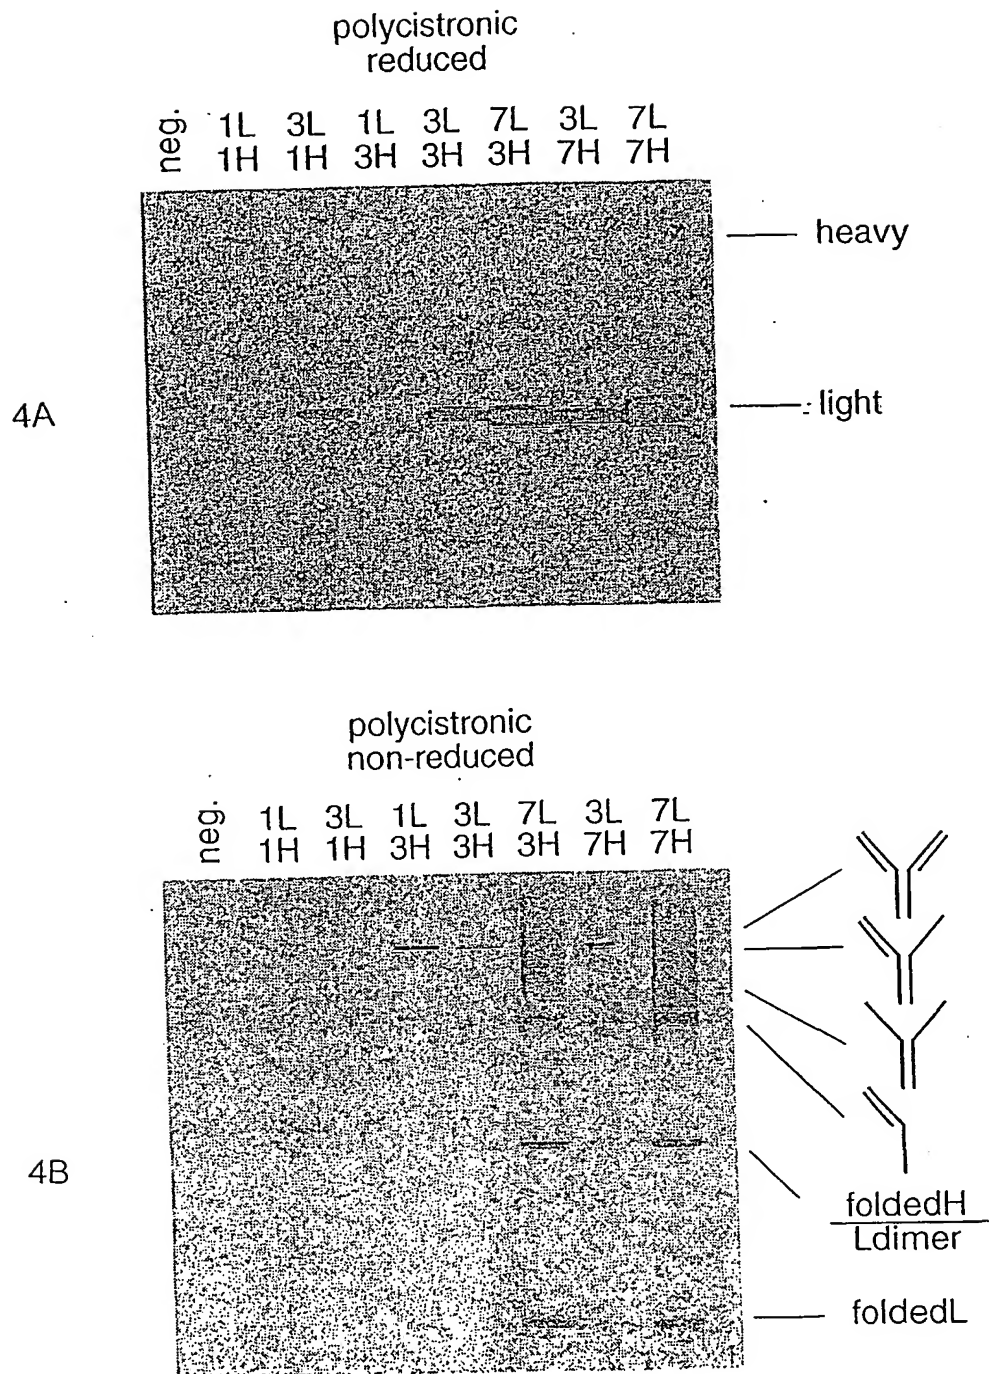 polycistronic
reduced
neg. 1L 3L 1L 3L 7L 3L 7L
1H 1H 3H 3H 3H 7H 7H
heavy
light
4A
polycistronic
non-reduced
neg. 1L 3L 1L 3L 7L 3L 7L
1H 1H 3H 3H 3H 7H 7H
4B
foldedH
Ldimer
foldedL